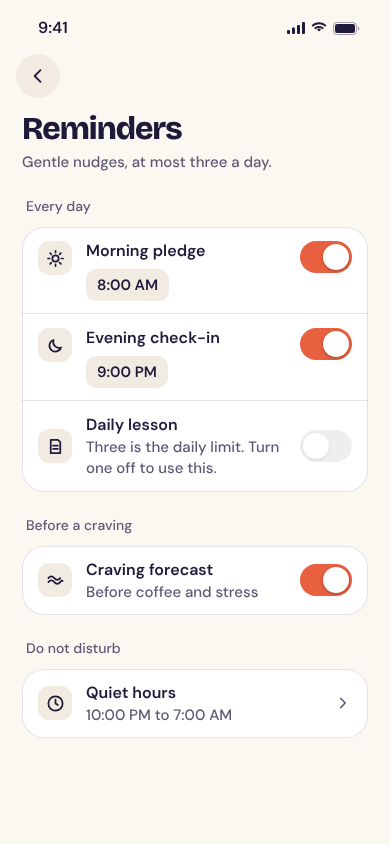 9:41
Reminders
Gentle nudges, at most three a day.
Every day
Morning pledge
8:00 AM
Evening check-in
9:00 PM
Daily lesson
Three is the daily limit. Turn
one off to use this.
Before a craving
Craving forecast
Before coffee and stress
Do not disturb
Quiet hours
10:00 PM to 7:00 AM